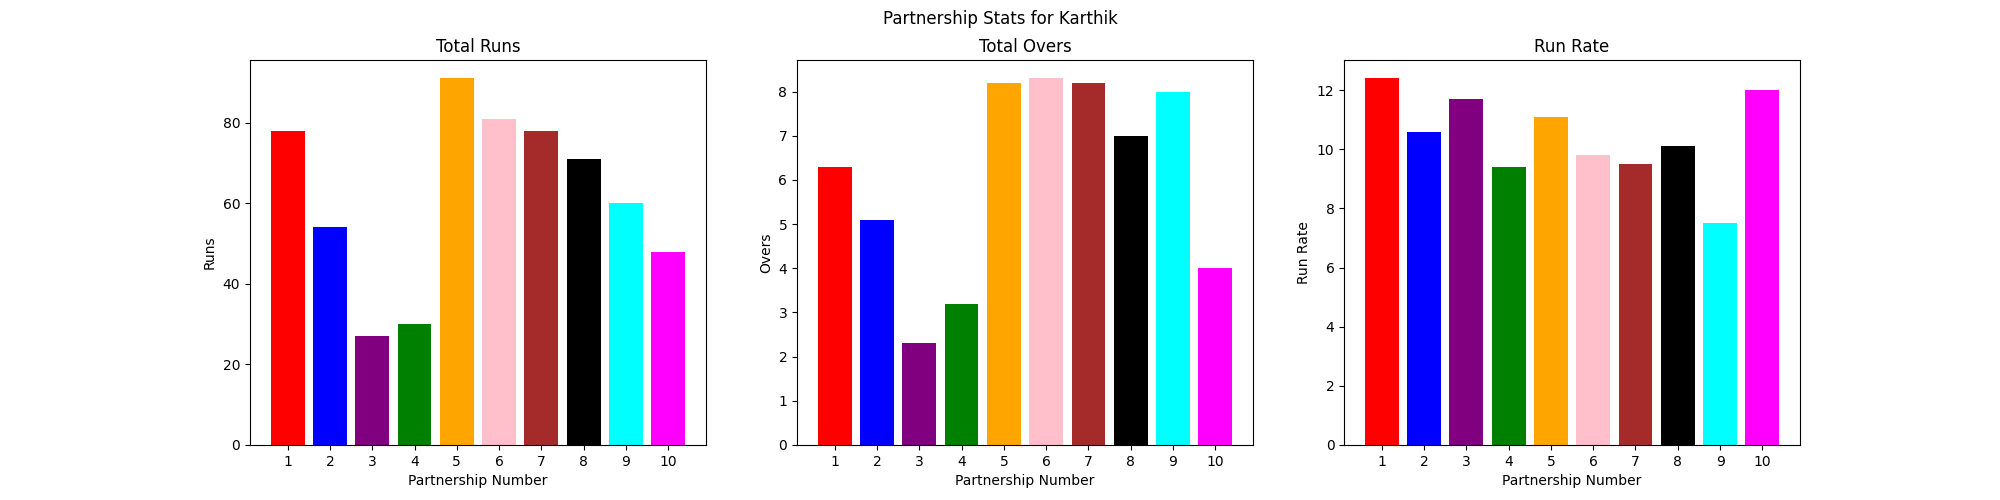 Partnership Stats for Karthik
Total Runs
Runs
80
60
40
20
0
1 2 3 4 5 6 7 8 9 10
Partnership Number
Total Overs
Overs
8
7
6
5
4
3
2
1
0
1 2 3 4 5 6 7 8 9 10
Partnership Number
Run Rate
Run Rate
12
10
8
6
4
2
0
1 2 3 4 5 6 7 8 9 10
Partnership Number